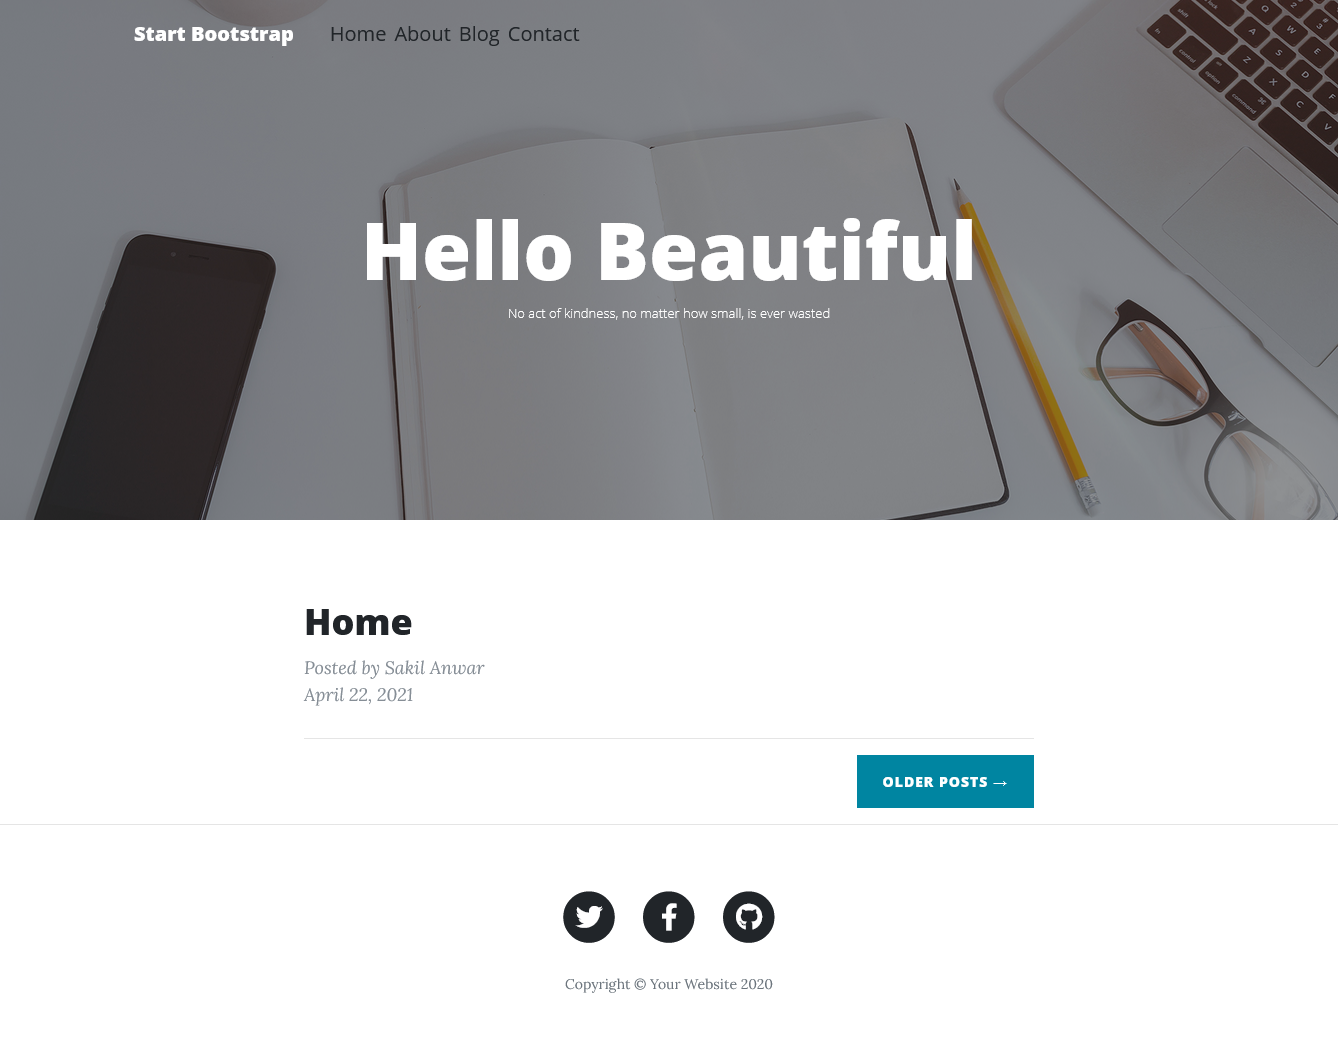 Start Bootstrap Home About Blog Contact
Hello Beautiful
No act of kindness, no matter how small, is ever wasted
Home
Posted by Sakil Anwar
April 22, 2021
OLDER POSTS →
Copyright © Your Website 2020